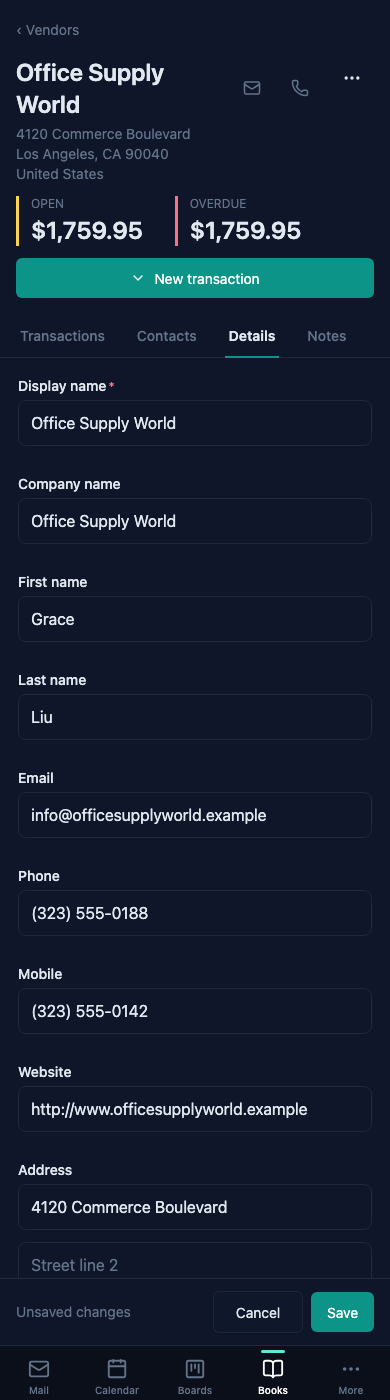 ‹ Vendors
Office Supply
World
4120 Commerce Boulevard
Los Angeles, CA 90040
United States
OPEN
$1,759.95
OVERDUE
$1,759.95
New transaction
Transactions
Contacts
Details
Notes
Display name *
Office Supply World
Company name
Office Supply World
First name
Grace
Last name
Liu
Email
info@officesupplyworld.example
Phone
(323) 555-0188
Mobile
(323) 555-0142
Website
http://www.officesupplyworld.example
Address
4120 Commerce Boulevard
Street line 2
Unsaved changes
Cancel
Save
Mail
Calendar
Boards
Books
More